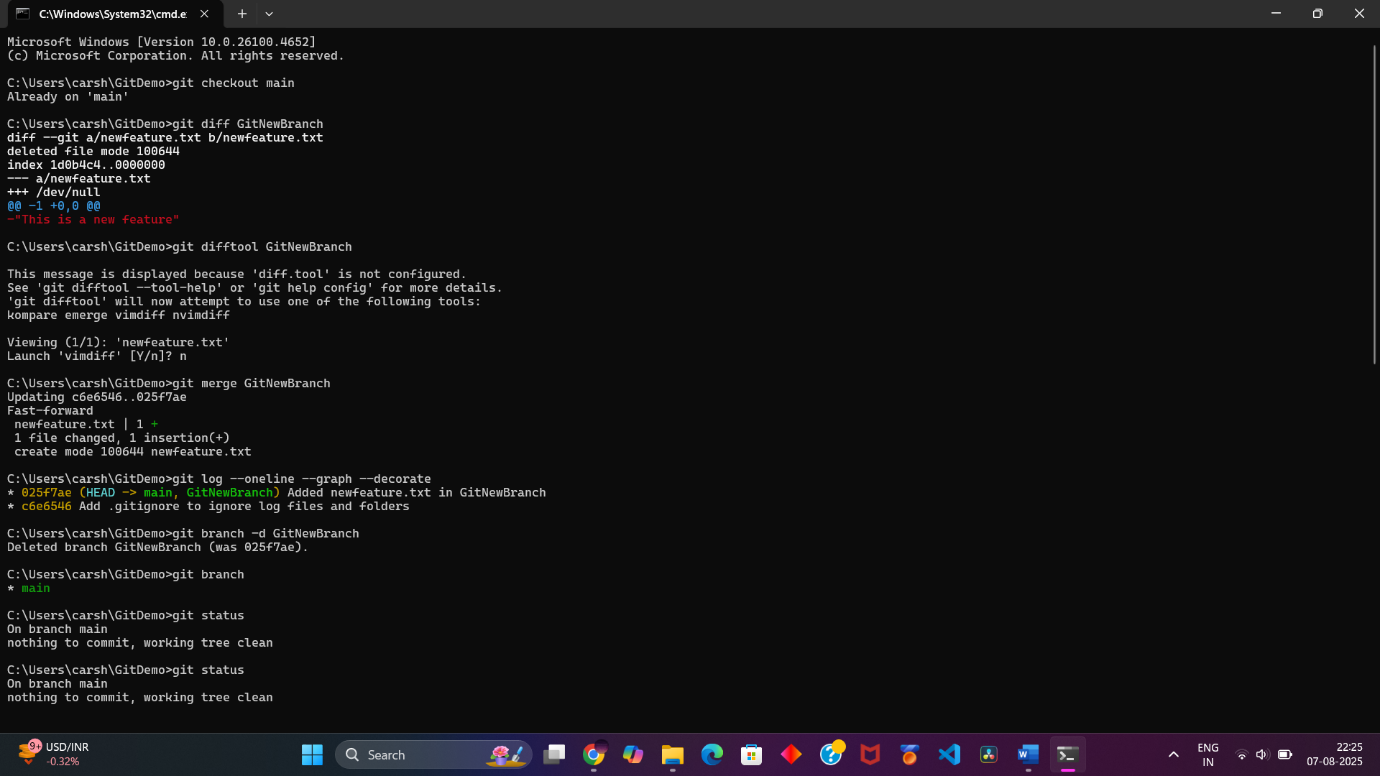 C:\Windows\System32\cmd.e:
Microsoft Windows [Version 10.0.26100.4652]
(c) Microsoft Corporation. All rights reserved.
C:\Users\carsh\GitDemo>git checkout main
Already on 'main'
C:\Users\carsh\GitDemo>git diff GitNewBranch
diff --git a/newfeature.txt b/newfeature.txt
deleted file mode 100644
index 1d0b4c4..0000000
--- a/newfeature.txt
+++ /dev/null
@@ -1 +0,0 @@
-"This is a new feature"
C:\Users\carsh\GitDemo>git difftool GitNewBranch
This message is displayed because 'diff.tool' is not configured.
See 'git difftool --tool-help' or 'git help config' for more details.
'git difftool' will now attempt to use one of the following tools:
kompare emerge vimdiff nvimdiff
Viewing (1/1): 'newfeature.txt'
Launch 'vimdiff' [Y/n]? n
C:\Users\carsh\GitDemo>git merge GitNewBranch
Updating c6e6546..025f7ae
Fast-forward
newfeature.txt | 1 +
1 file changed, 1 insertion(+)
create mode 100644 newfeature.txt
C:\Users\carsh\GitDemo>git log --oneline --graph --decorate
* 025f7ae (HEAD -> main, GitNewBranch) Added newfeature.txt in GitNewBranch
* c6e6546 Add .gitignore to ignore log files and folders
C:\Users\carsh\GitDemo>git branch -d GitNewBranch
Deleted branch GitNewBranch (was 025f7ae).
C:\Users\carsh\GitDemo>git branch
* main
C:\Users\carsh\GitDemo>git status
On branch main
nothing to commit, working tree clean
C:\Users\carsh\GitDemo>git status
On branch main
nothing to commit, working tree clean
9+
USD/INR
-0.32%
Search
ENG
IN
22:25
07-08-2025